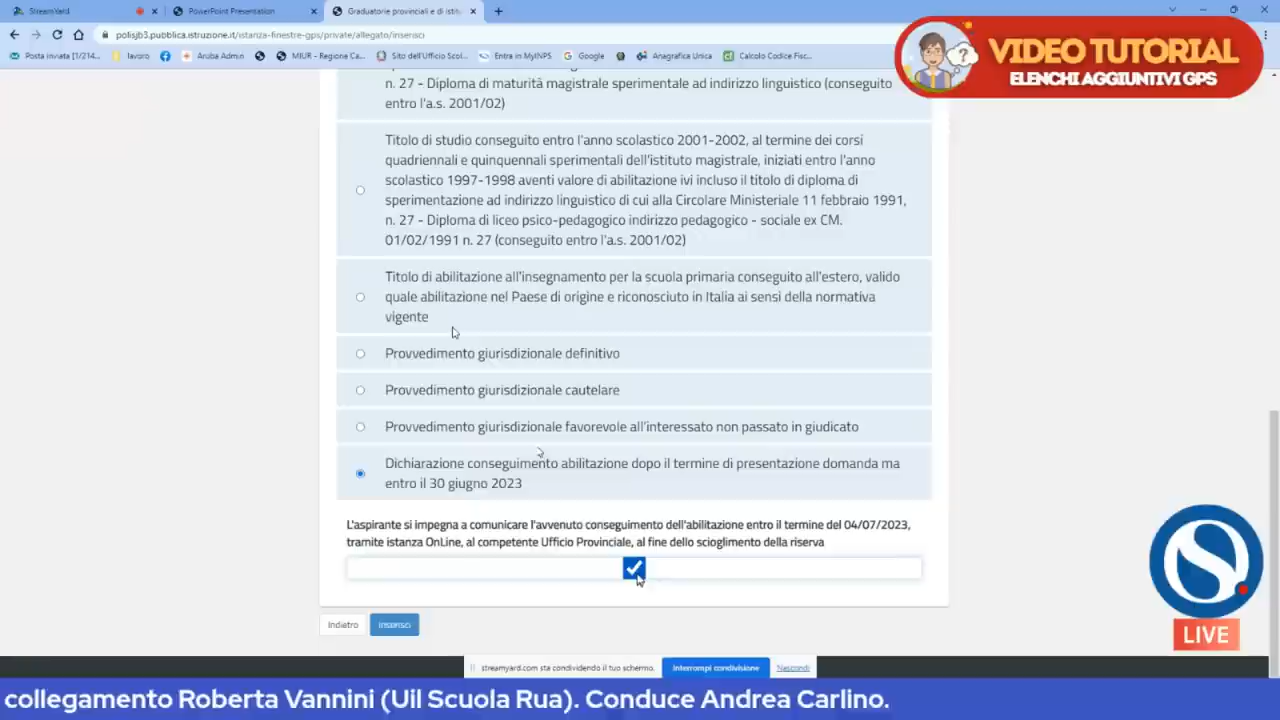 StreamYard
PowerPoint Presentation
Graduatorie provinciali e di istitu
polisjb3.pubblica.istruzione.it/istanza-finestre-gps/private/allegato/inserisci
Posta inviata [1/214...
lavoro
Aruba Admin
MIUR - Regione Ca...
Sito dell'Ufficio Scol...
Entra in MyINPS
Google
Anagrafica Unica
Calcolo Codice Fisc...
VIDEO TUTORIAL
ELENCHI AGGIUNTIVI GPS
n. 27 - Diploma di maturità magistrale sperimentale ad indirizzo linguistico (conseguito
entro l'a.s. 2001/02)
Titolo di studio conseguito entro l'anno scolastico 2001-2002, al termine dei corsi
quadriennali e quinquennali sperimentali dell'istituto magistrale, iniziati entro l'anno
scolastico 1997-1998 aventi valore di abilitazione ivi incluso il titolo di diploma di
sperimentazione ad indirizzo linguistico di cui alla Circolare Ministeriale 11 febbraio 1991,
n. 27 - Diploma di liceo psico-pedagogico indirizzo pedagogico - sociale ex CM.
01/02/1991 n. 27 (conseguito entro l'a.s. 2001/02)
Titolo di abilitazione all'insegnamento per la scuola primaria conseguito all'estero, valido
quale abilitazione nel Paese di origine e riconosciuto in Italia ai sensi della normativa
vigente
Provvedimento giurisdizionale definitivo
Provvedimento giurisdizionale cautelare
Provvedimento giurisdizionale favorevole all'interessato non passato in giudicato
Dichiarazione conseguimento abilitazione dopo il termine di presentazione domanda ma
entro il 30 giugno 2023
L'aspirante si impegna a comunicare l'avvenuto conseguimento dell'abilitazione entro il termine del 04/07/2023,
tramite istanza OnLine, al competente Ufficio Provinciale, al fine dello scioglimento della riserva
Indietro
Inserisci
S
LIVE
streamyard.com sta condividendo il tuo schermo.
Interrompi condivisione
Nascondi
collegamento Roberta Vannini (Uil Scuola Rua). Conduce Andrea Carlino.